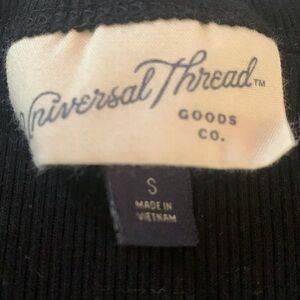 Universal Thread™
GOODS
CO.
S
MADE IN
VIETNAM